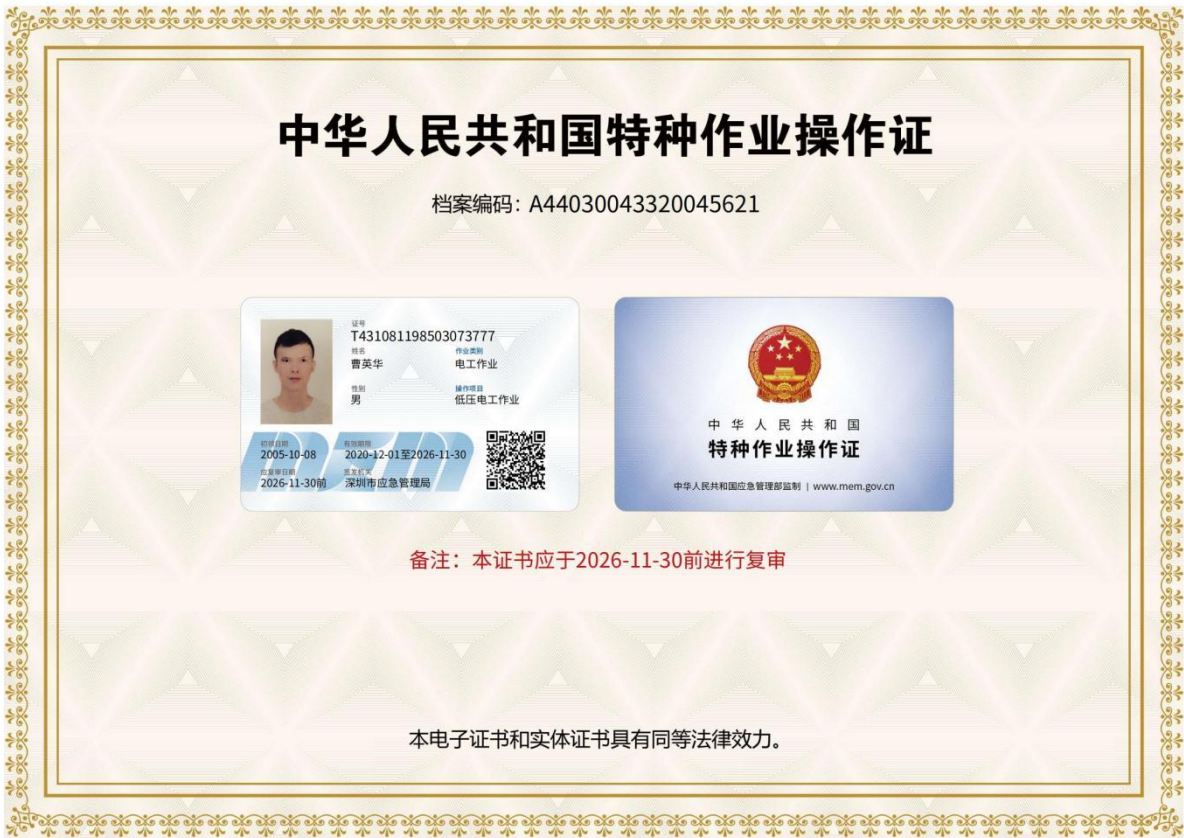 中华人民共和国特种作业操作证
档案编码：A44030043320045621
证号
T431081198503073777
姓名 作业类别
曹英华 电工作业
性别 操作项目
男 低压电工作业
初领日期 有效期限
2005-10-08 2020-12-01至2026-11-30
应复审日期 签发机关
2026-11-30前 深圳市应急管理局
中华人民共和国
特种作业操作证
中华人民共和国应急管理部监制 | www.mem.gov.cn
备注：本证书应于2026-11-30前进行复审
本电子证书和实体证书具有同等法律效力。